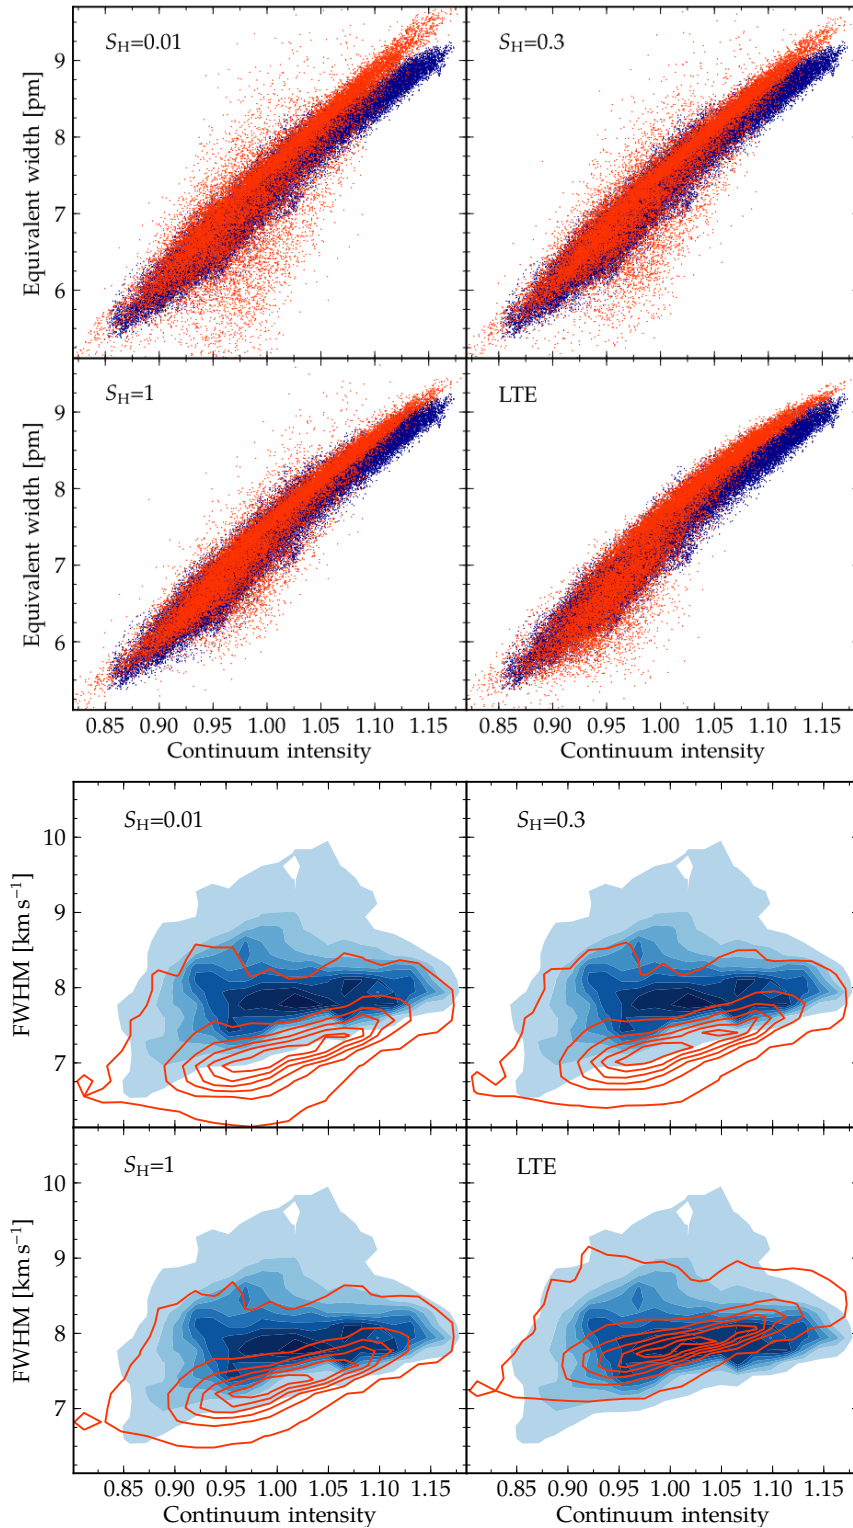 S_H=0.01
S_H=0.3
9
8
7
6
Equivalent width [pm]
S_H=1
LTE
9
8
7
6
Equivalent width [pm]
0.85 0.90 0.95 1.00 1.05 1.10 1.15
0.85 0.90 0.95 1.00 1.05 1.10 1.15
Continuum intensity
Continuum intensity
S_H=0.01
S_H=0.3
10
9
8
7
FWHM [km s⁻¹]
S_H=1
LTE
10
9
8
7
FWHM [km s⁻¹]
0.85 0.90 0.95 1.00 1.05 1.10 1.15
0.85 0.90 0.95 1.00 1.05 1.10 1.15
Continuum intensity
Continuum intensity